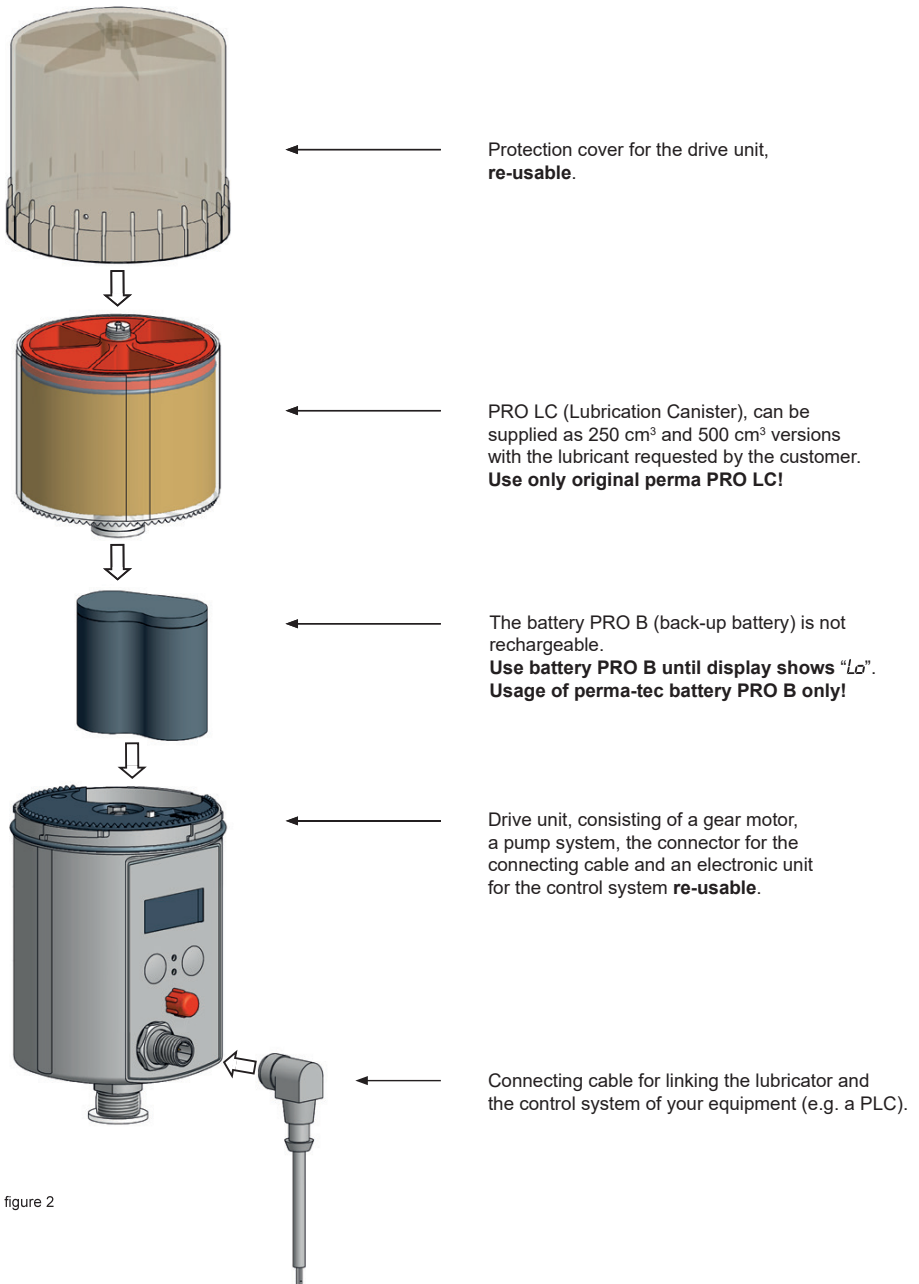 Protection cover for the drive unit,
re-usable.
PRO LC (Lubrication Canister), can be
supplied as 250 cm³ and 500 cm³ versions
with the lubricant requested by the customer.
Use only original perma PRO LC!
The battery PRO B (back-up battery) is not
rechargeable.
Use battery PRO B until display shows “Lo”.
Usage of perma-tec battery PRO B only!
Drive unit, consisting of a gear motor,
a pump system, the connector for the
connecting cable and an electronic unit
for the control system re-usable.
Connecting cable for linking the lubricator and
the control system of your equipment (e.g. a PLC).
figure 2